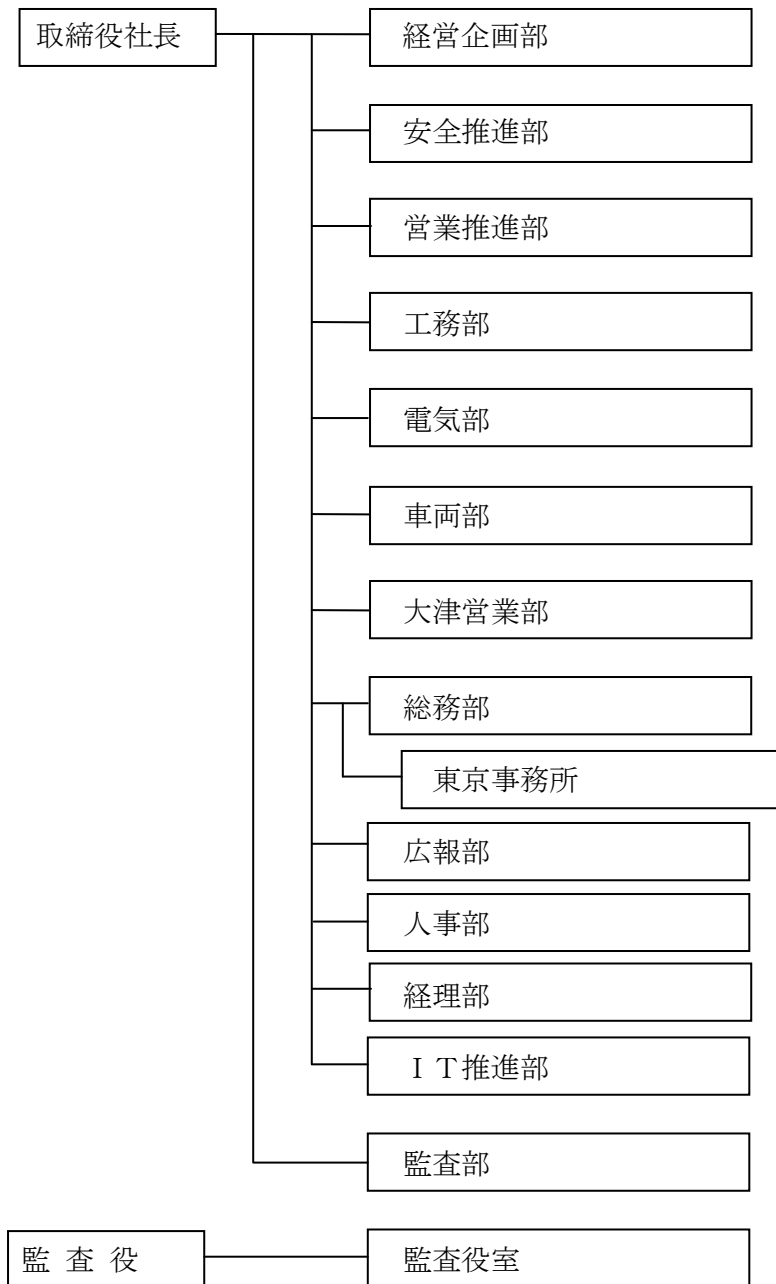 取締役社長
経営企画部
安全推進部
営業推進部
工務部
電気部
車両部
大津営業部
総務部
東京事務所
広報部
人事部
経理部
ＩＴ推進部
監査部
監 査 役
監査役室